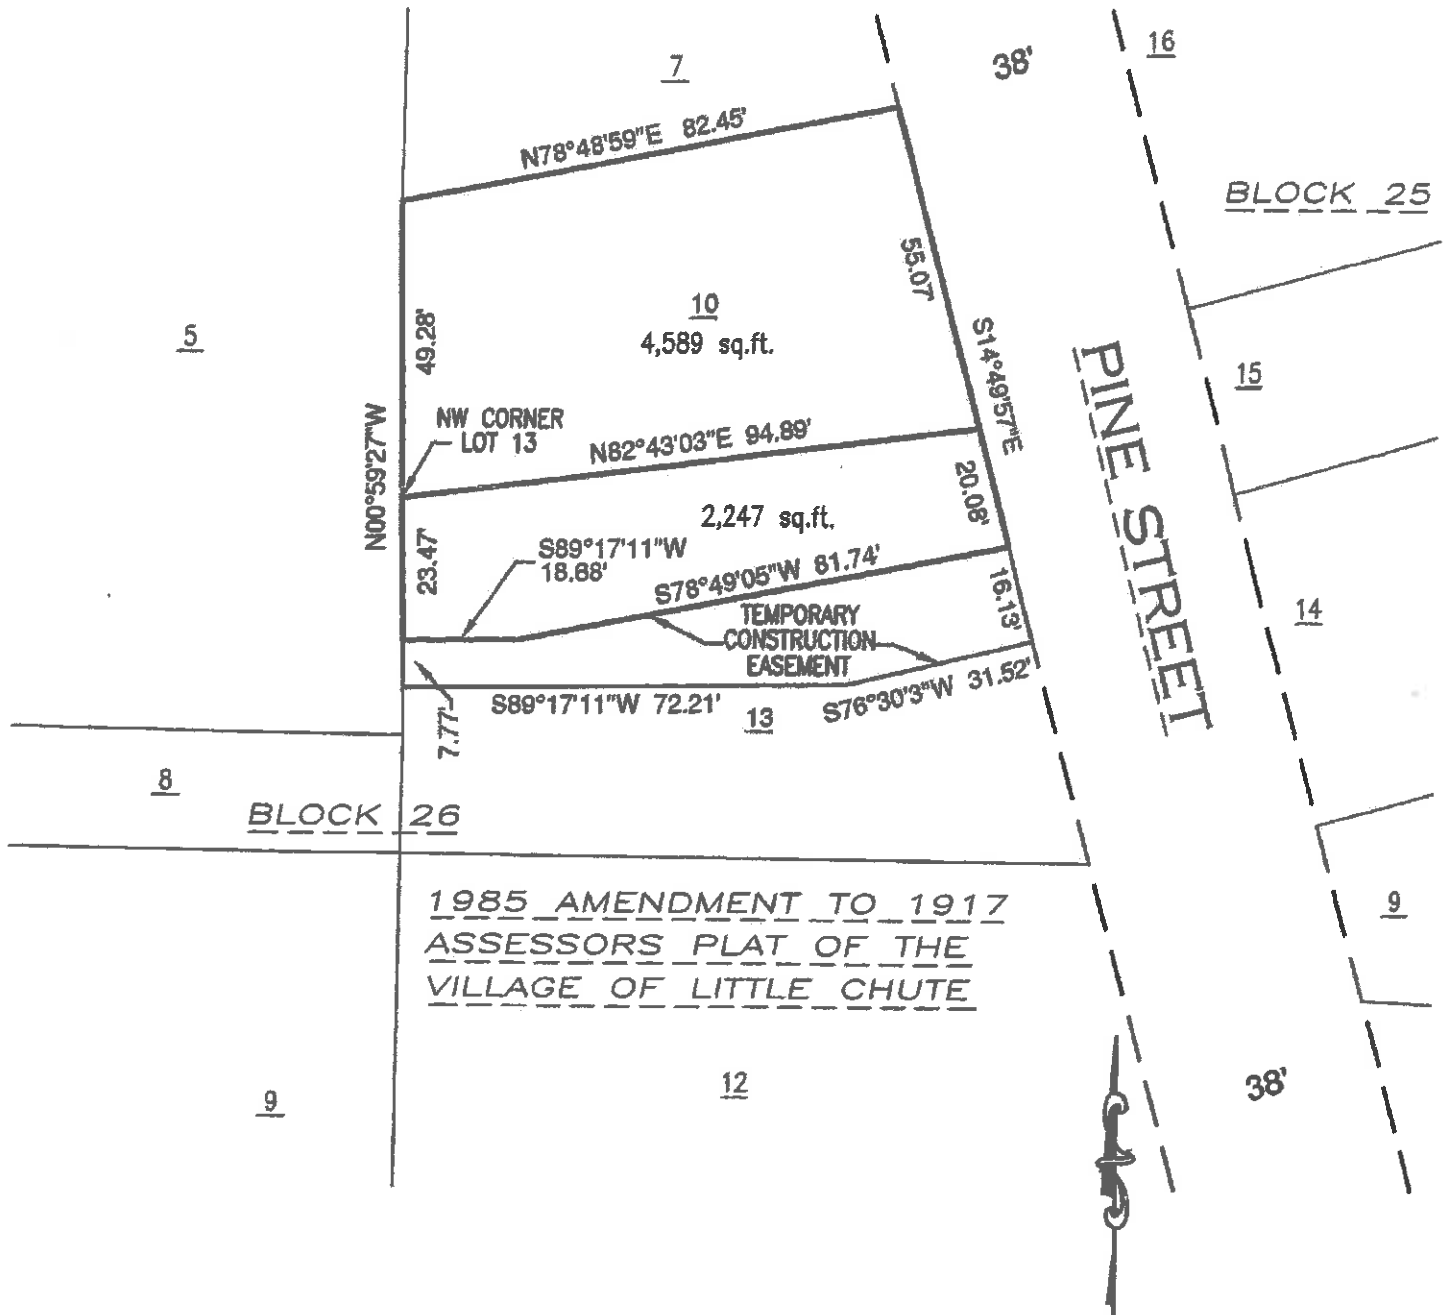 16
38'
7
N78°48'59"E 82.45'
BLOCK 25
55.07'
10
4,589 sq.ft.
5
49.28'
S14°49'57"E
PINE STREET
15
NW CORNER
LOT 13
N00°59'27"W
N82°43'03"E 94.89'
20.08'
2,247 sq.ft.
S89°17'11"W
18.68'
23.47'
S78°49'05"W 81.74'
16.13'
TEMPORARY
CONSTRUCTION
EASEMENT
14
S89°17'11"W 72.21'
S76°30'3"W 31.52'
13
7.77'
8
BLOCK 26
1985 AMENDMENT TO 1917
ASSESSORS PLAT OF THE
VILLAGE OF LITTLE CHUTE
9
12
38'
9